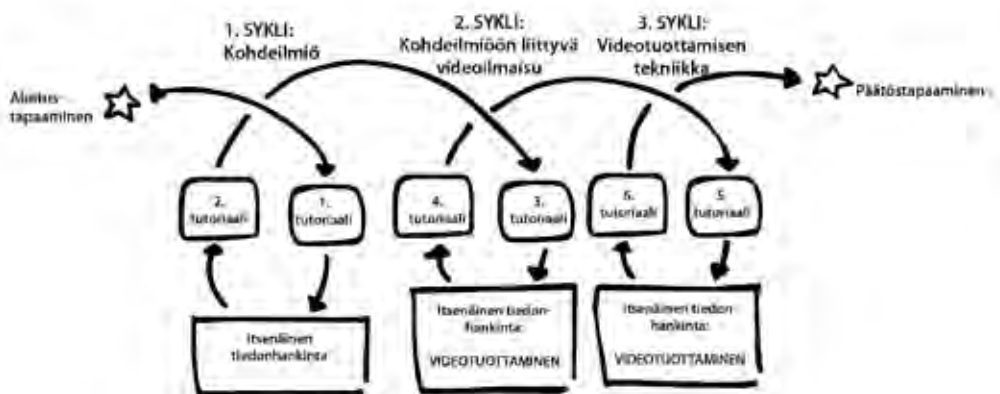 1. SYKLI:
Kohdeilmiö
2. SYKLI:
Kohdeilmiöön liittyvä
videoilmaisu
3. SYKLI:
Videotuottamisen
tekniikka
Aloitus-
tapaaminen
Päätöstapaaminen
2.
tutoriaali
1.
tutoriaali
4.
tutoriaali
3.
tutoriaali
6.
tutoriaali
5.
tutoriaali
Itsenäinen
tiedonhankinta
Itsenäinen tiedon-
hankinta:
VIDEOTUOTTAMINEN
Itsenäinen tiedon-
hankinta:
VIDEOTUOTTAMINEN